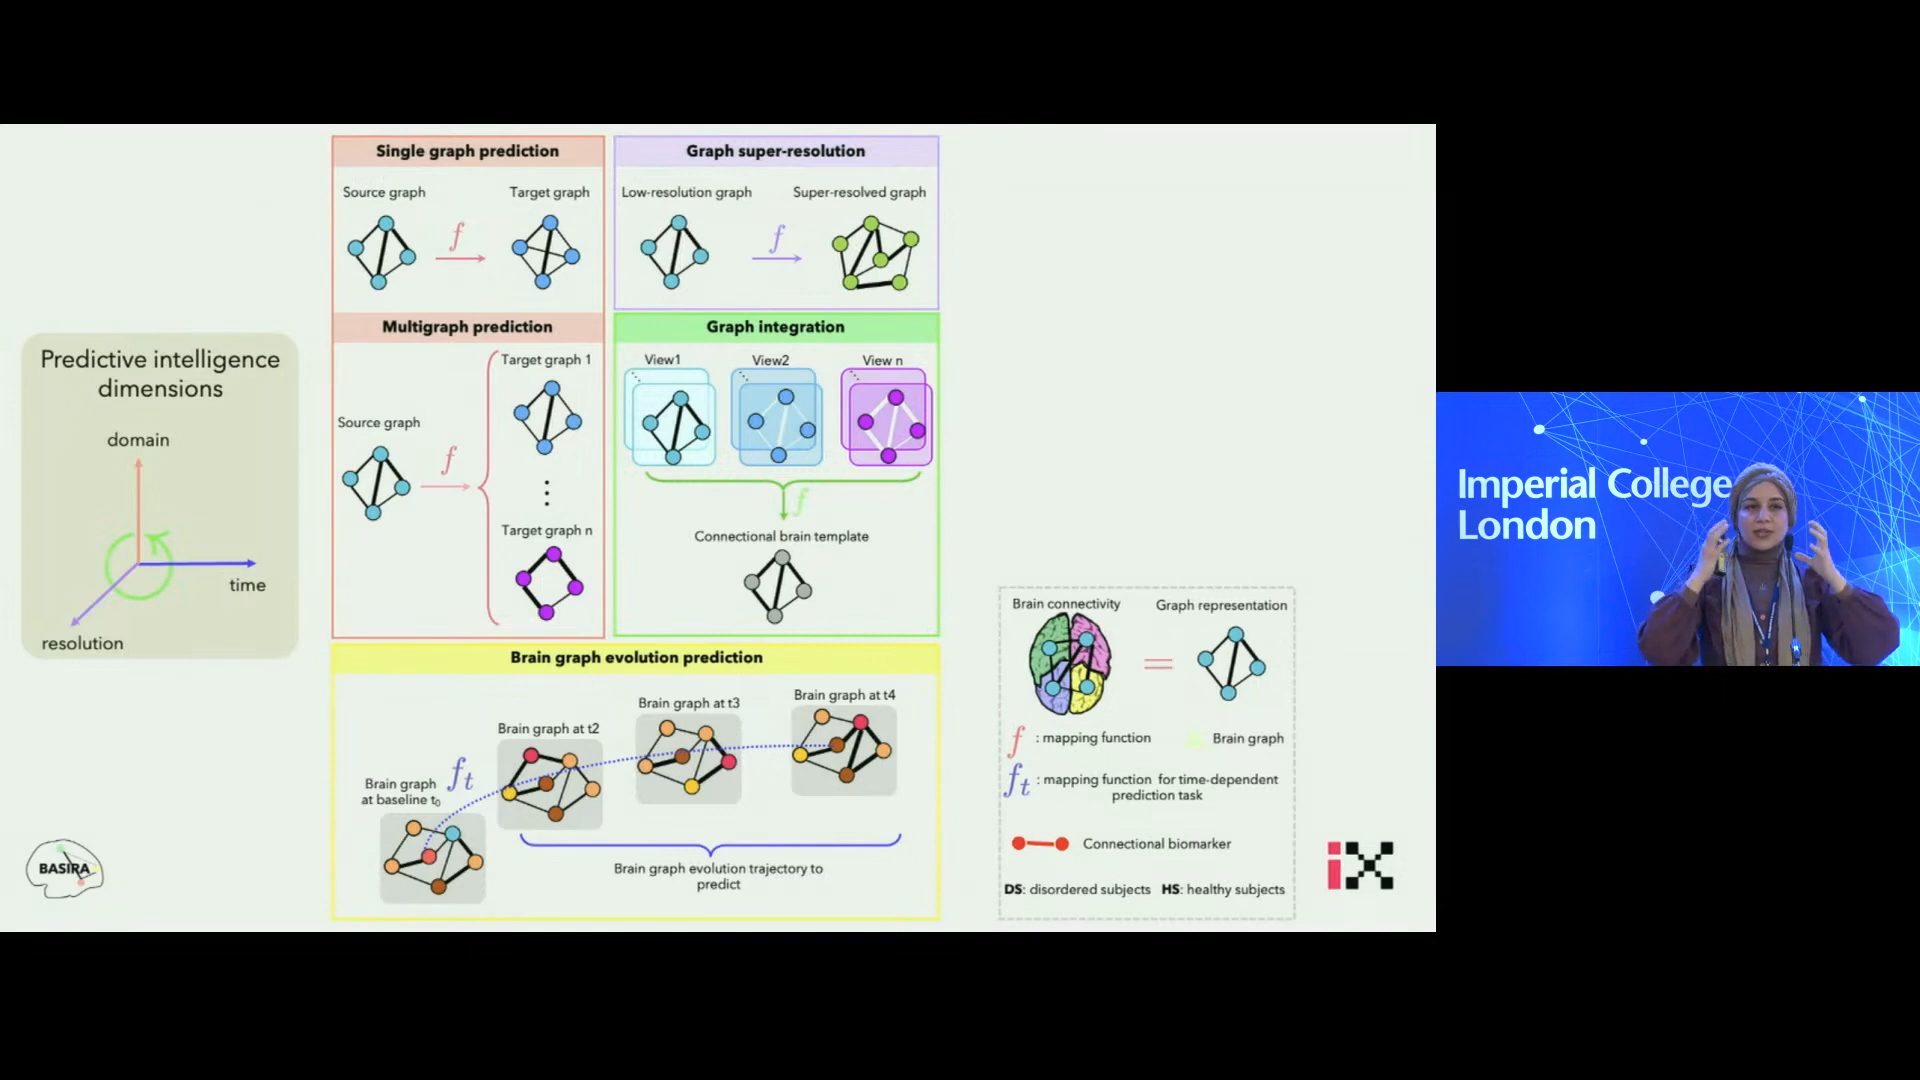 Predictive intelligence
dimensions
domain
time
resolution
BASIRA
Single graph prediction
Source graph
Target graph
f
Multigraph prediction
Source graph
f
Target graph 1
Target graph n
Graph super-resolution
Low-resolution graph
Super-resolved graph
f
Graph integration
View1
View2
View n
f
Connectional brain template
Brain graph evolution prediction
Brain graph
at baseline t0
ft
Brain graph at t2
Brain graph at t3
Brain graph at t4
Brain graph evolution trajectory to
predict
Brain connectivity
Graph representation
=
f : mapping function
Brain graph
ft : mapping function for time-dependent
prediction task
Connectional biomarker
DS: disordered subjects HS: healthy subjects
iX
Imperial College
London